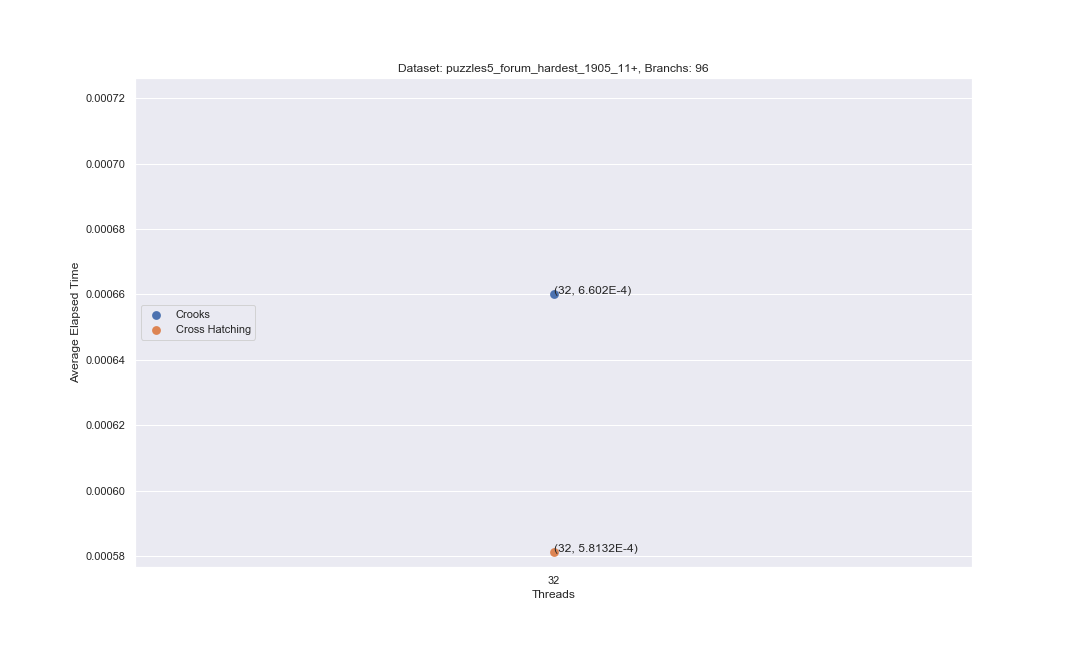 Dataset: puzzles5_forum_hardest_1905_11+, Branchs: 96
0.00072
0.00070
0.00068
0.00066
0.00064
0.00062
0.00060
0.00058
Average Elapsed Time
(32, 6.602E-4)
Crooks
Cross Hatching
(32, 5.8132E-4)
32
Threads